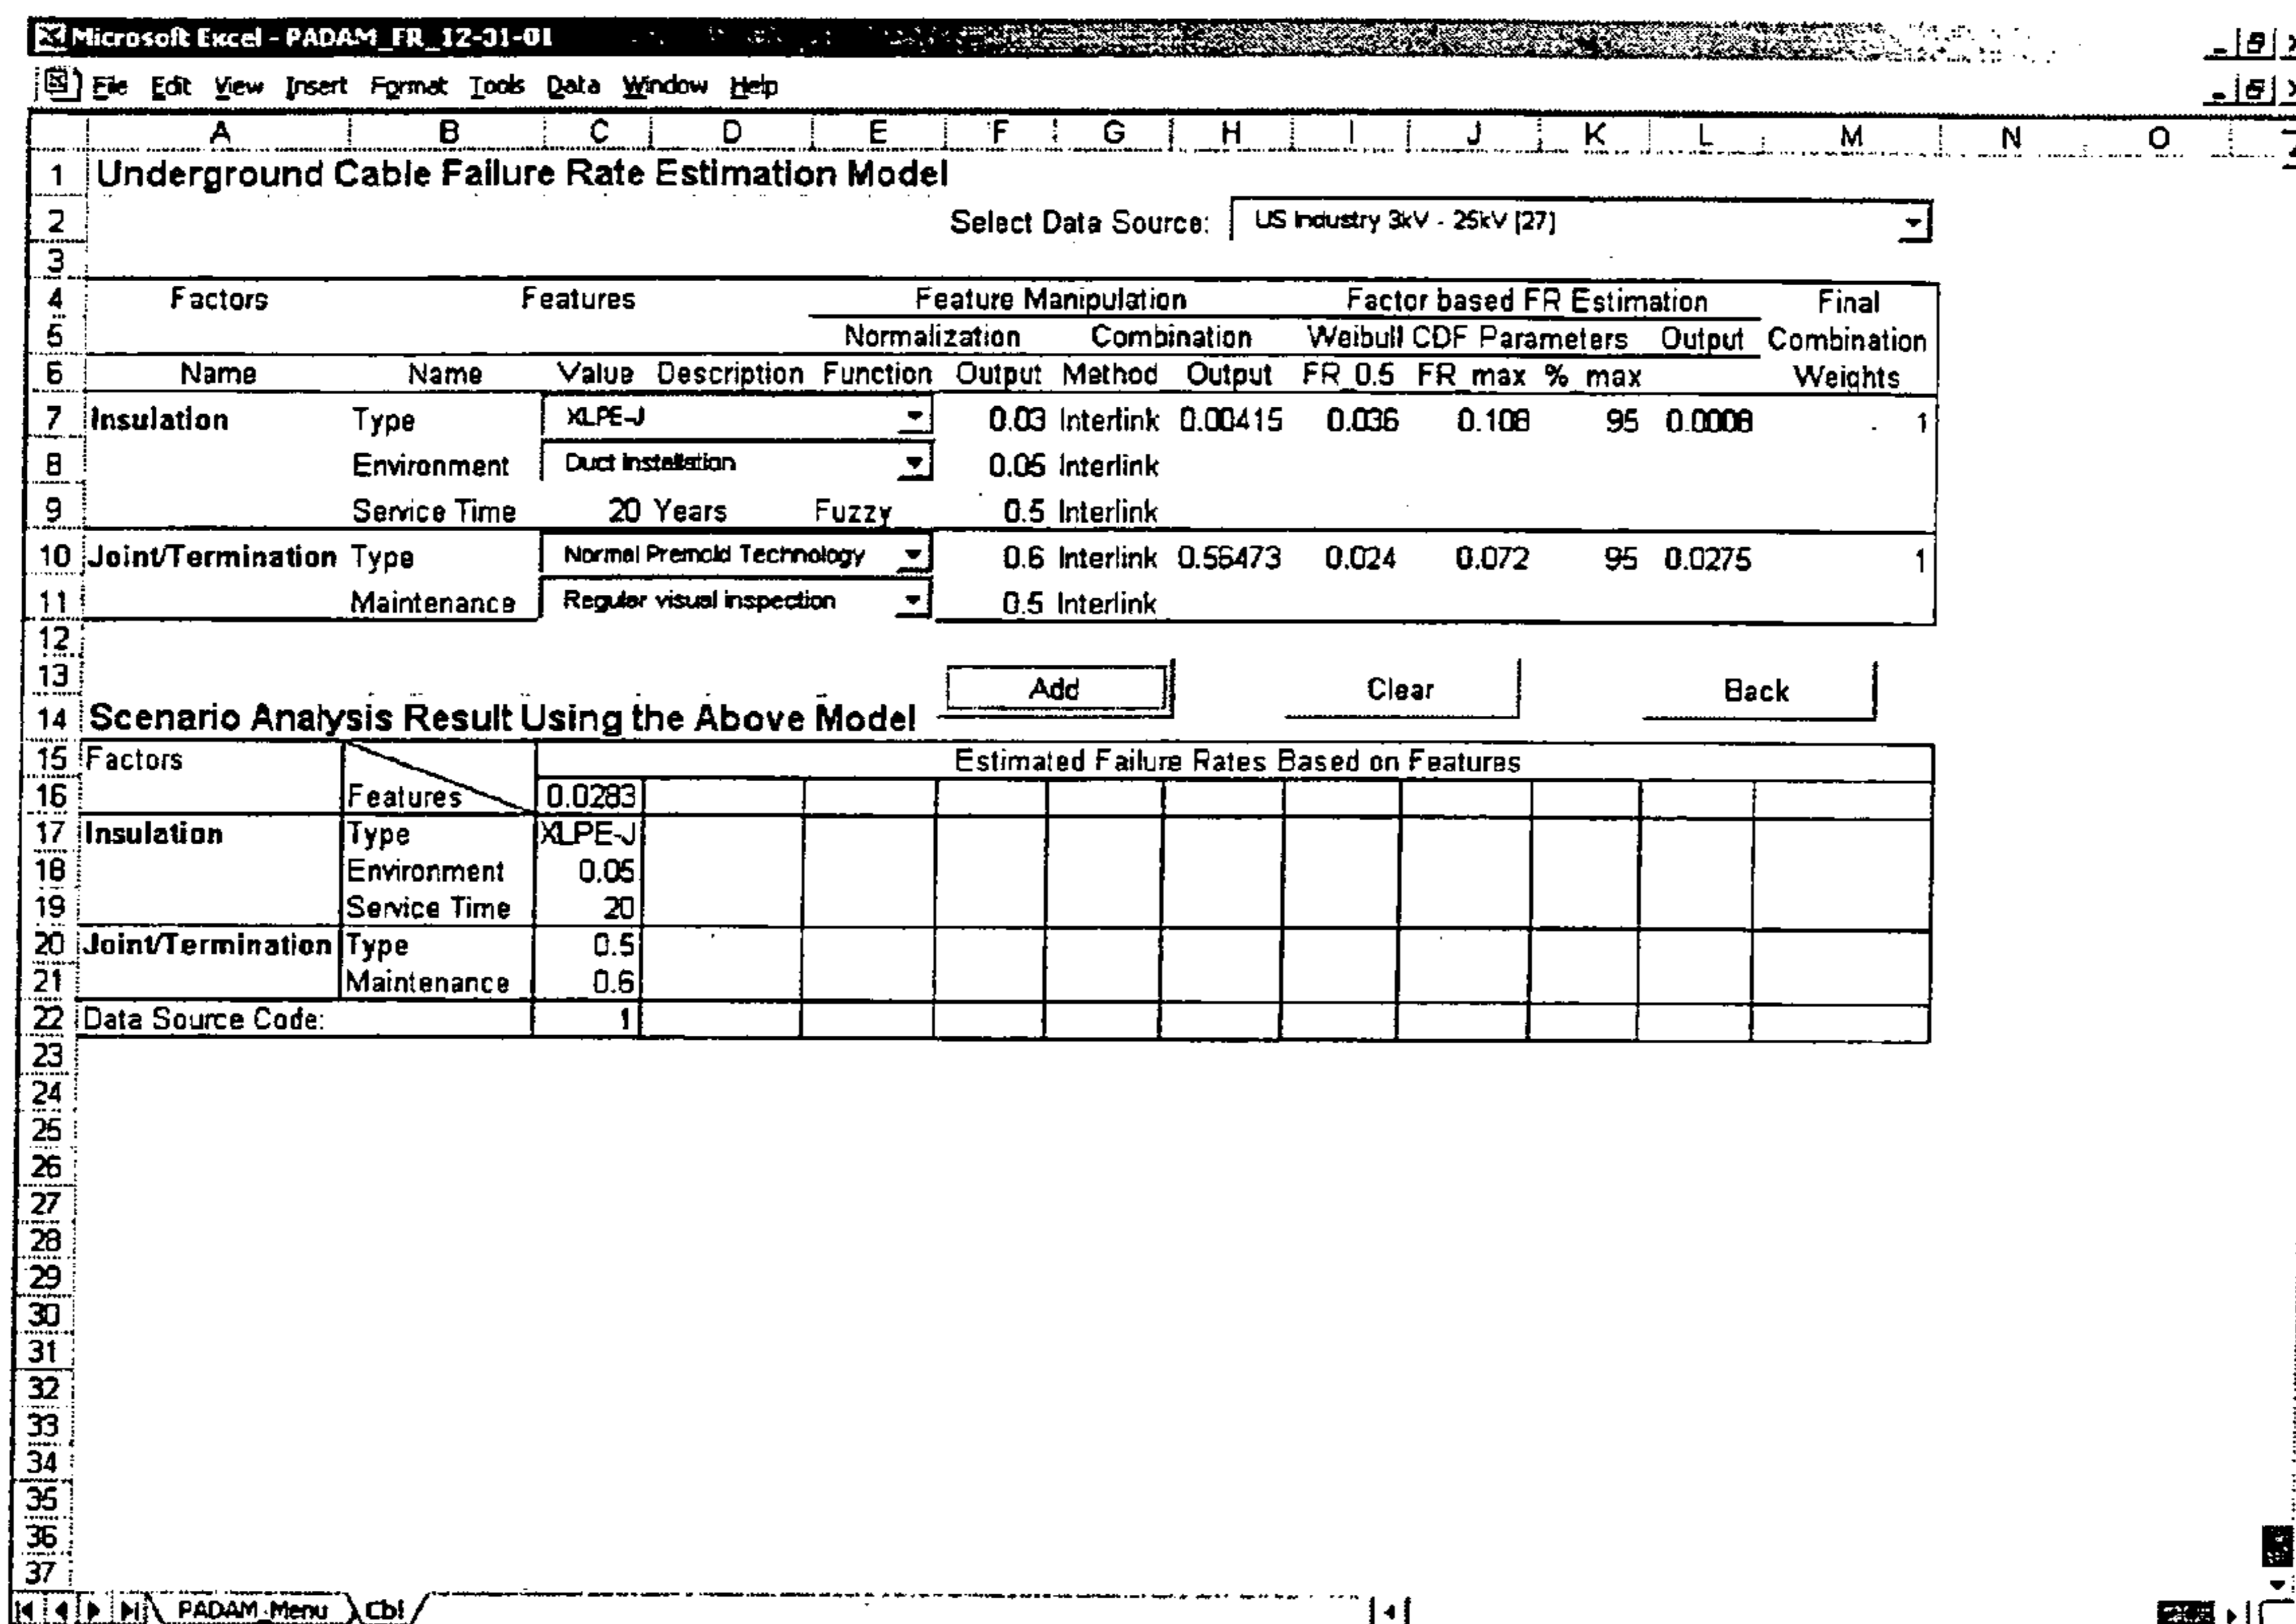 Microsoft Excel - PADAM_FR_12-01-01
File Edit View Insert Format Tools Data Window Help
A B C D E F G H I J K L M N O
1 Underground Cable Failure Rate Estimation Model
2 Select Data Source: US Industry 3kV - 25kV [27]
3
4 Factors Features Feature Manipulation Factor based FR Estimation Final
5 Normalization Combination Weibull CDF Parameters Output Combination
6 Name Name Value Description Function Output Method Output FR_0.5 FR_max %_max Weights
7 Insulation Type XLPE-J 0.03 Interlink 0.00415 0.036 0.108 95 0.0008 1
8 Environment Duct Installation 0.05 Interlink
9 Service Time 20 Years Fuzzy 0.5 Interlink
10 Joint/Termination Type Normal Premold Technology 0.6 Interlink 0.56473 0.024 0.072 95 0.0275 1
11 Maintenance Regular visual inspection 0.5 Interlink
12
13 Add Clear Back
14 Scenario Analysis Result Using the Above Model
15 Factors Estimated Failure Rates Based on Features
16 Features 0.0283
17 Insulation Type XLPE-J
18 Environment 0.05
19 Service Time 20
20 Joint/Termination Type 0.5
21 Maintenance 0.6
22 Data Source Code: 1
23
24
25
26
27
28
29
30
31
32
33
34
35
36
37
PADAM_Menu Cbl